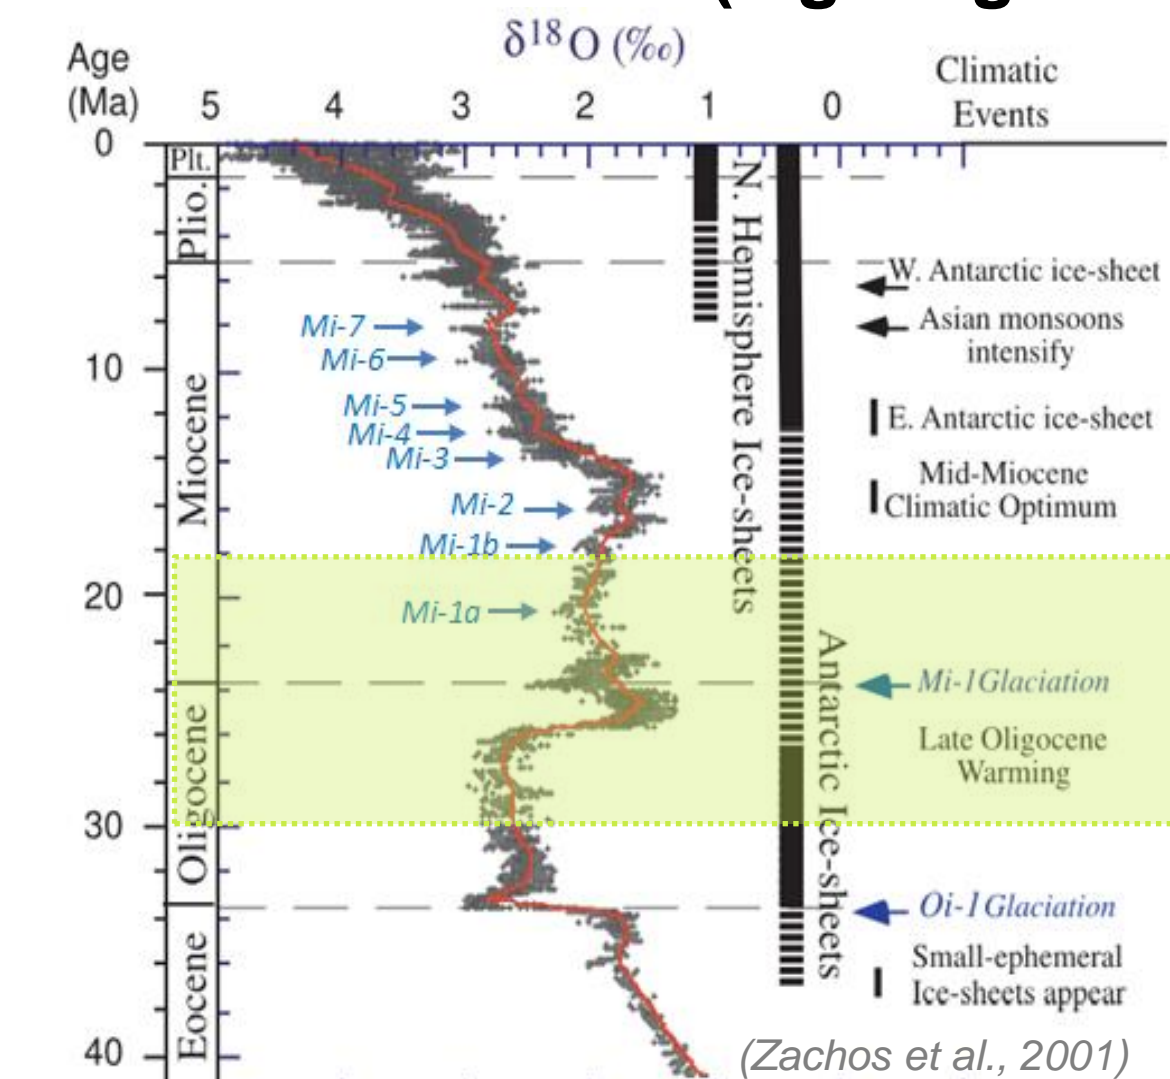 δ¹⁸O (‰)
Age
(Ma)
5 4 3 2 1 0
Climatic
Events
0
Plt.
Plio.
N. Hemisphere Ice-sheets
W. Antarctic ice-sheet
Asian monsoons
intensify
Mi-7
Mi-6
10
Miocene
Mi-5
E. Antarctic ice-sheet
Mi-4
Mi-3
Mid-Miocene
Climatic Optimum
Mi-2
Mi-1b
20
Mi-1a
Antarctic Ice-sheets
Mi-1Glaciation
Oligocene
Late Oligocene
Warming
30
Oi-1Glaciation
Eocene
Small-ephemeral
Ice-sheets appear
40
(Zachos et al., 2001)